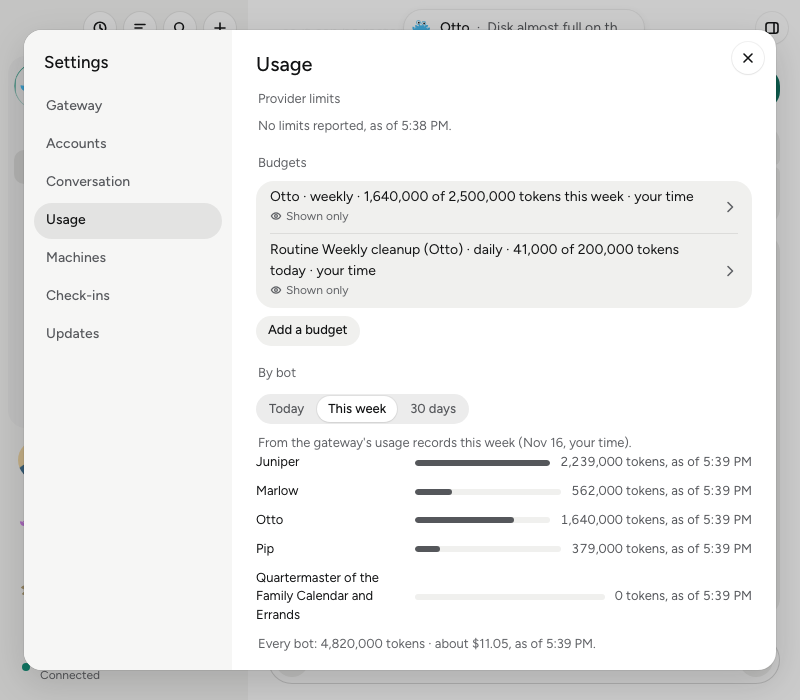 Otto · Disk almost full on th
Settings
Gateway
Accounts
Conversation
Usage
Machines
Check-ins
Updates
Connected
Usage
Provider limits
No limits reported, as of 5:38 PM.
Budgets
Otto · weekly · 1,640,000 of 2,500,000 tokens this week · your time
Shown only
Routine Weekly cleanup (Otto) · daily · 41,000 of 200,000 tokens
today · your time
Shown only
Add a budget
By bot
Today This week 30 days
From the gateway's usage records this week (Nov 16, your time).
Juniper 2,239,000 tokens, as of 5:39 PM
Marlow 562,000 tokens, as of 5:39 PM
Otto 1,640,000 tokens, as of 5:39 PM
Pip 379,000 tokens, as of 5:39 PM
Quartermaster of the
Family Calendar and
Errands
0 tokens, as of 5:39 PM
Every bot: 4,820,000 tokens · about $11.05, as of 5:39 PM.